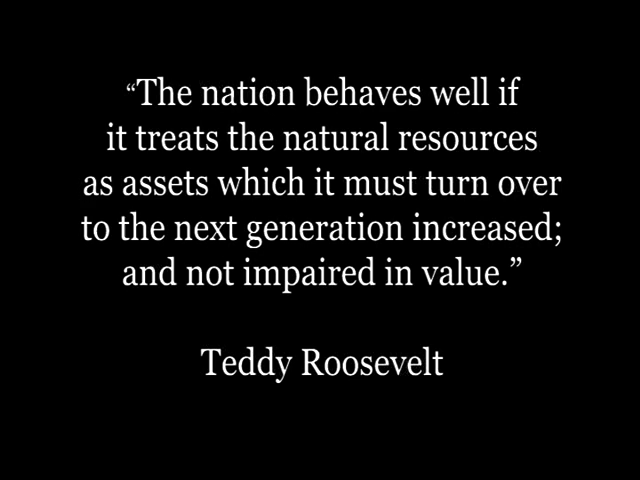 “The nation behaves well if
it treats the natural resources
as assets which it must turn over
to the next generation increased;
and not impaired in value.”
Teddy Roosevelt